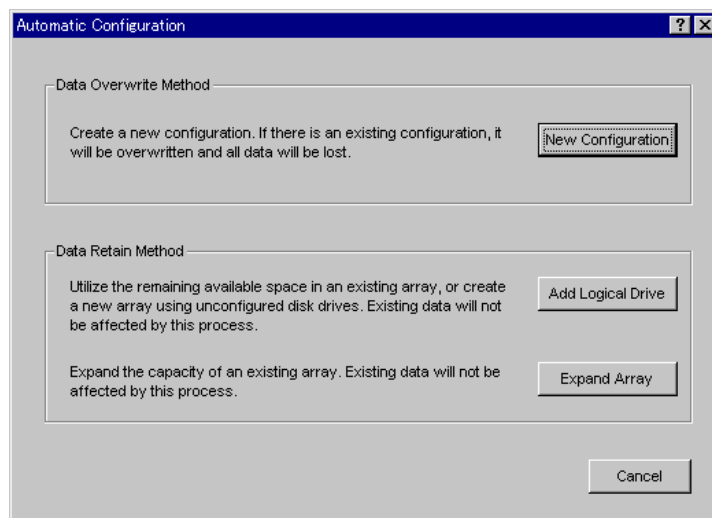 Automatic Configuration
Data Overwrite Method
Create a new configuration. If there is an existing configuration, it
will be overwritten and all data will be lost.
New Configuration
Data Retain Method
Utilize the remaining available space in an existing array, or create
a new array using unconfigured disk drives. Existing data will not
be affected by this process.
Add Logical Drive
Expand the capacity of an existing array. Existing data will not be
affected by this process.
Expand Array
Cancel